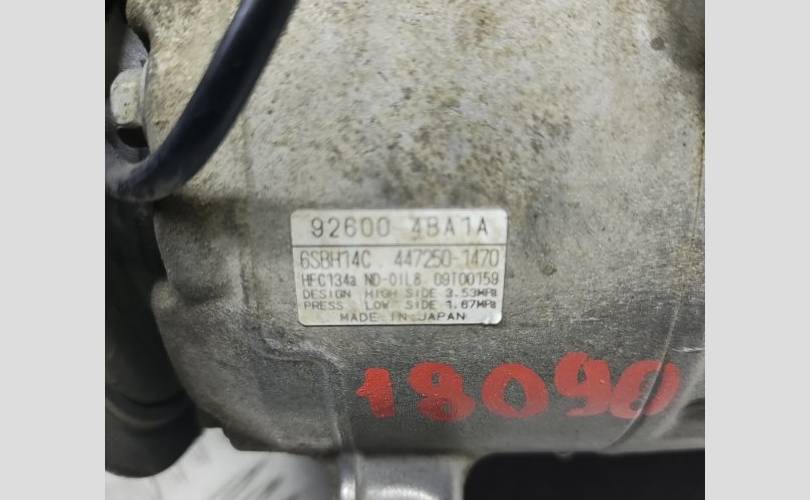 92600 4BA1A
6SBH14C 447250-1470
HFC134a ND-OIL8 09T00159
DESIGN HIGH SIDE 3.53MPa
PRESS LOW SIDE 1.67MPa
MADE IN JAPAN
18090